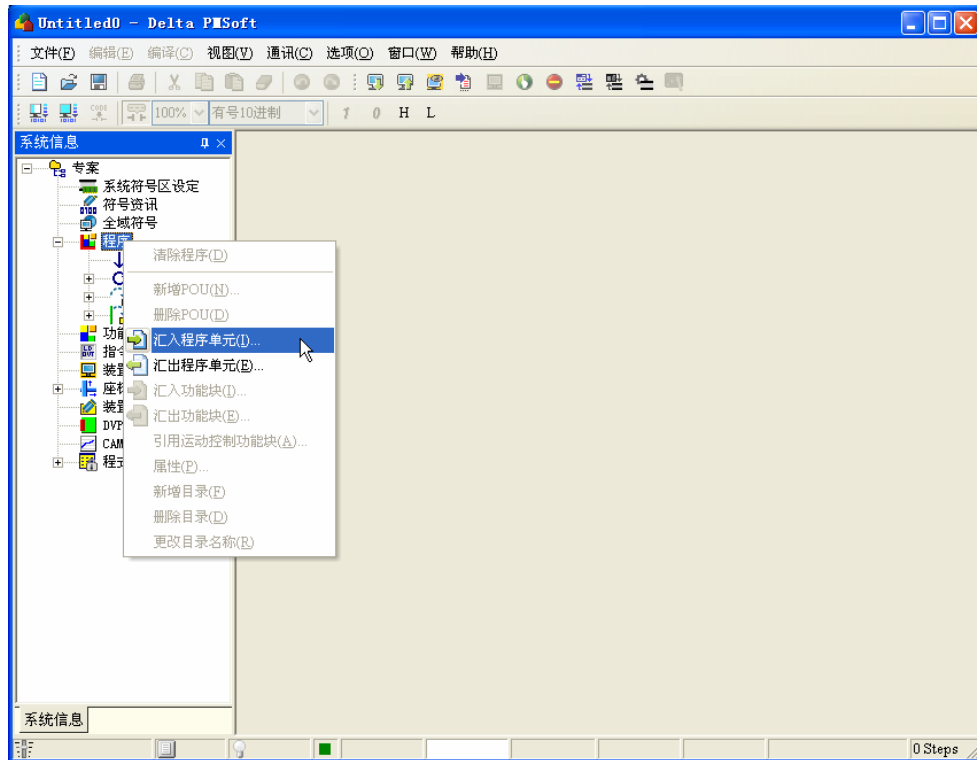 Untitled0 - Delta PMSoft
文件(F) 编辑(E) 编译(C) 视图(V) 通讯(C) 选项(O) 窗口(W) 帮助(H)
CODE 100% 有号10进制 1 0 H L
系统信息
专案
系统符号区设定
符号资讯
全域符号
程序
清除程序(D)
新增POU(N)...
删除POU(D)
汇入程序单元(I)...
汇出程序单元(E)...
汇入功能块(I)...
汇出功能块(E)...
引用运动控制功能块(A)...
属性(P)...
新增目录(F)
删除目录(D)
更改目录名称(R)
功能
指令
装置
座标
装置
DVP
CAM
程式
系统信息
0 Steps